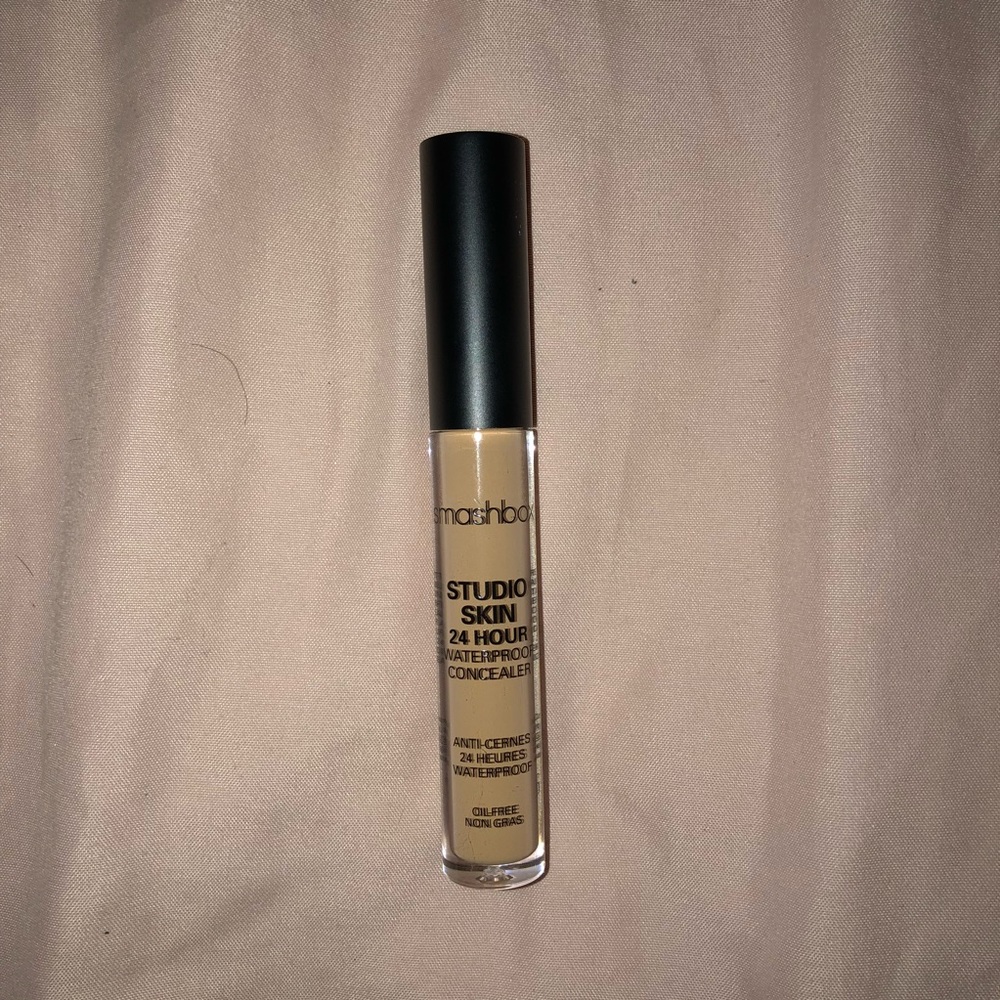 smashbox
STUDIO
SKIN
24 HOUR
WATERPROOF
CONCEALER
ANTI-CERNES
24 HEURES
WATERPROOF
OIL-FREE
NON GRAS